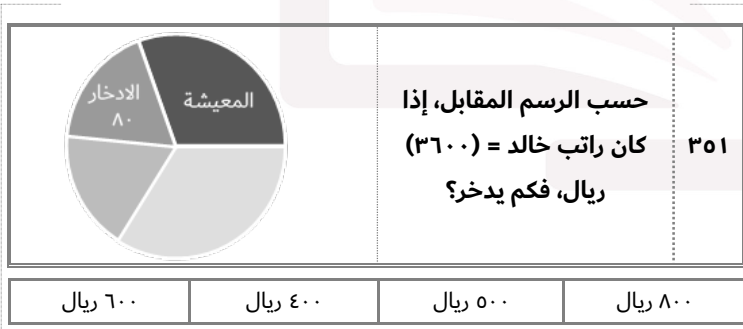 ٣٥١
حسب الرسم المقابل، إذا
كان راتب خالد = (٣٦٠٠)
ريال، فكم يدخر؟
المعيشة
الادخار
٨٠
٨٠٠ ريال
٥٠٠ ريال
٤٠٠ ريال
٦٠٠ ريال